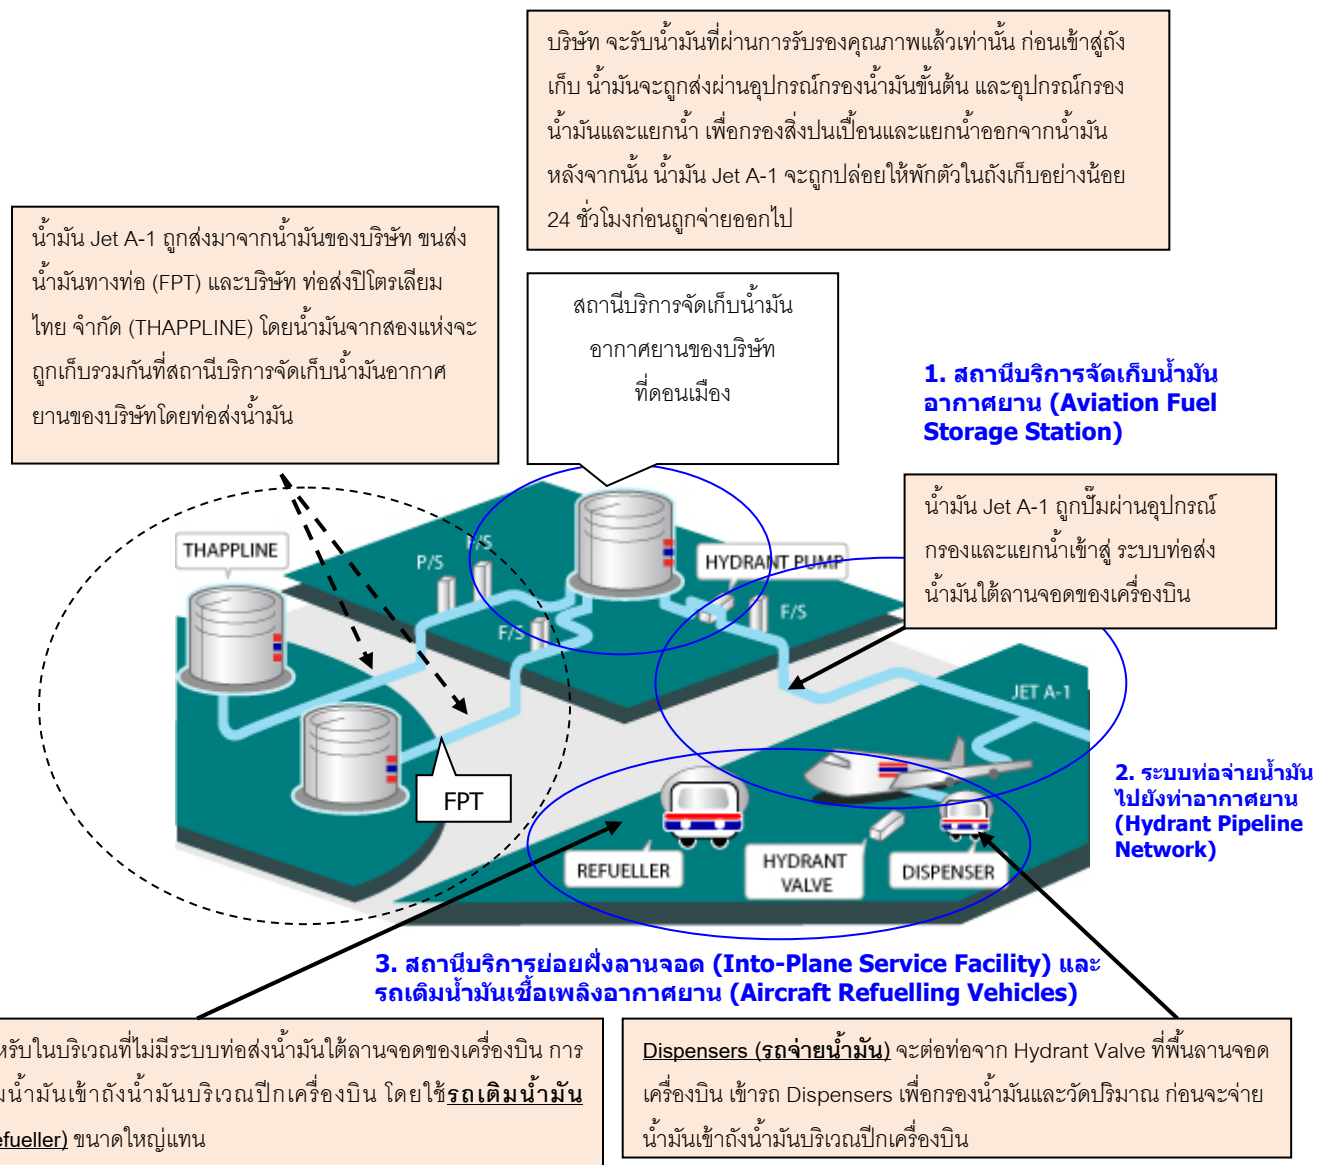 บริษัท จะรับน้ำมันที่ผ่านการรับรองคุณภาพแล้วเท่านั้น ก่อนเข้าสู่ถัง
เก็บ น้ำมันจะถูกส่งผ่านอุปกรณ์กรองน้ำมันขั้นต้น และอุปกรณ์กรอง
น้ำมันและแยกน้ำ เพื่อกรองสิ่งปนเปื้อนและแยกน้ำออกจากน้ำมัน
หลังจากนั้น น้ำมัน Jet A-1 จะถูกปล่อยให้พักตัวในถังเก็บอย่างน้อย
24 ชั่วโมงก่อนถูกจ่ายออกไป
น้ำมัน Jet A-1 ถูกส่งมาจากน้ำมันของบริษัท ขนส่ง
น้ำมันทางท่อ (FPT) และบริษัท ท่อส่งปิโตรเลียม
ไทย จำกัด (THAPPLINE) โดยน้ำมันจากสองแห่งจะ
ถูกเก็บรวมกันที่สถานีบริการจัดเก็บน้ำมันอากาศ
ยานของบริษัทโดยท่อส่งน้ำมัน
สถานีบริการจัดเก็บน้ำมัน
อากาศยานของบริษัท
ที่ดอนเมือง
1. สถานีบริการจัดเก็บน้ำมัน
อากาศยาน (Aviation Fuel
Storage Station)
น้ำมัน Jet A-1 ถูกปั๊มผ่านอุปกรณ์
กรองและแยกน้ำเข้าสู่ ระบบท่อส่ง
น้ำมันใต้ลานจอดของเครื่องบิน
THAPPLINE
P/S
F/S
HYDRANT PUMP
F/S
F/S
JET A-1
FPT
2. ระบบท่อจ่ายน้ำมัน
ไปยังท่าอากาศยาน
(Hydrant Pipeline
Network)
REFUELLER
HYDRANT
VALVE
DISPENSER
3. สถานีบริการย่อยฝั่งลานจอด (Into-Plane Service Facility) และ
รถเติมน้ำมันเชื้อเพลิงอากาศยาน (Aircraft Refuelling Vehicles)
หรับในบริเวณที่ไม่มีระบบท่อส่งน้ำมันใต้ลานจอดของเครื่องบิน การ
มน้ำมันเข้าถังน้ำมันบริเวณปีกเครื่องบิน โดยใช้รถเติมน้ำมัน
efueller) ขนาดใหญ่แทน
Dispensers (รถจ่ายน้ำมัน) จะต่อท่อจาก Hydrant Valve ที่พื้นลานจอด
เครื่องบิน เข้ารถ Dispensers เพื่อกรองน้ำมันและวัดปริมาณ ก่อนจะจ่าย
น้ำมันเข้าถังน้ำมันบริเวณปีกเครื่องบิน